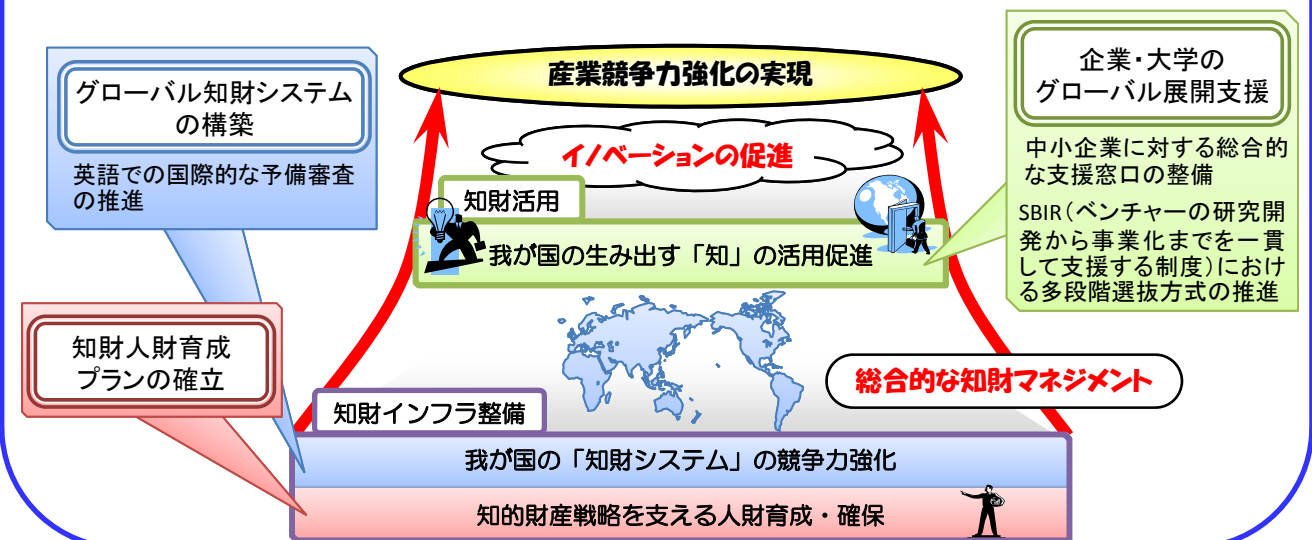 産業競争力強化の実現
イノベーションの促進
グローバル知財システム
の構築
英語での国際的な予備審査
の推進
企業・大学の
グローバル展開支援
中小企業に対する総合的
な支援窓口の整備
SBIR（ベンチャーの研究開
発から事業化までを一貫
して支援する制度）におけ
る多段階選抜方式の推進
知財活用
我が国の生み出す「知」の活用促進
知財人財育成
プランの確立
総合的な知財マネジメント
知財インフラ整備
我が国の「知財システム」の競争力強化
知的財産戦略を支える人財育成・確保